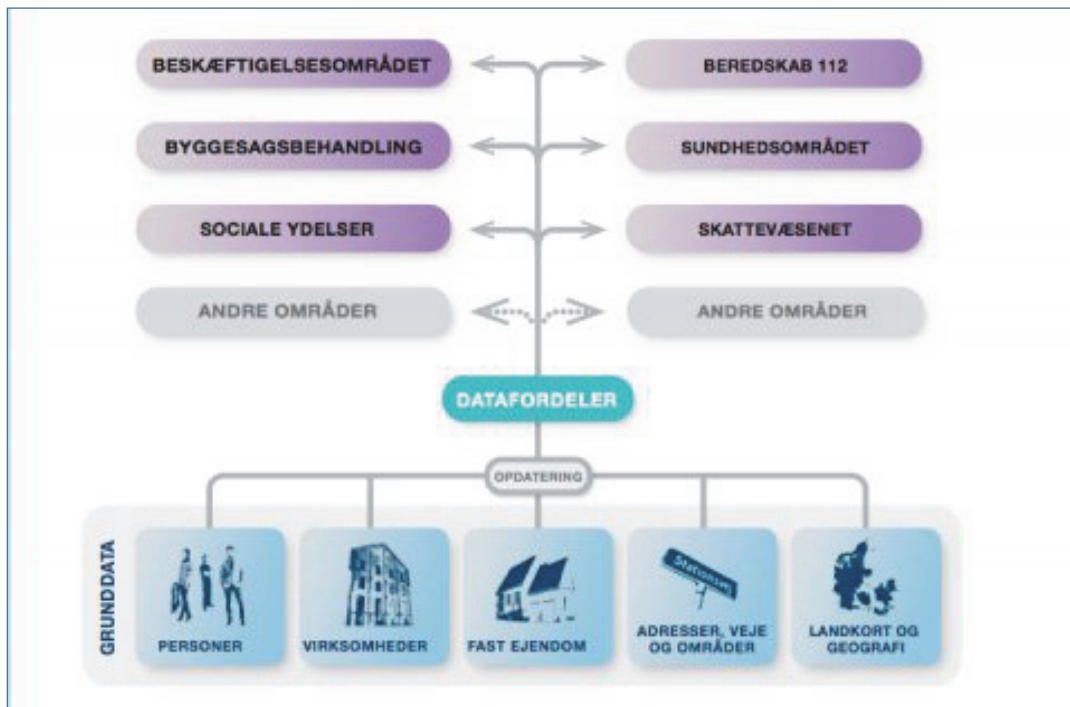 BESKÆFTIGELSESOMRÅDET
BEREDSKAB 112
BYGGESAGSBEHANDLING
SUNDHEDSOMRÅDET
SOCIALE YDELSER
SKATTEVÆSENET
ANDRE OMRÅDER
ANDRE OMRÅDER
DATAFORDELER
OPDATERING
GRUNDDATA
PERSONER
VIRKSOMHEDER
FAST EJENDOM
Stationsvej
ADRESSER, VEJE
OG OMRÅDER
LANDKORT OG
GEOGRAFI